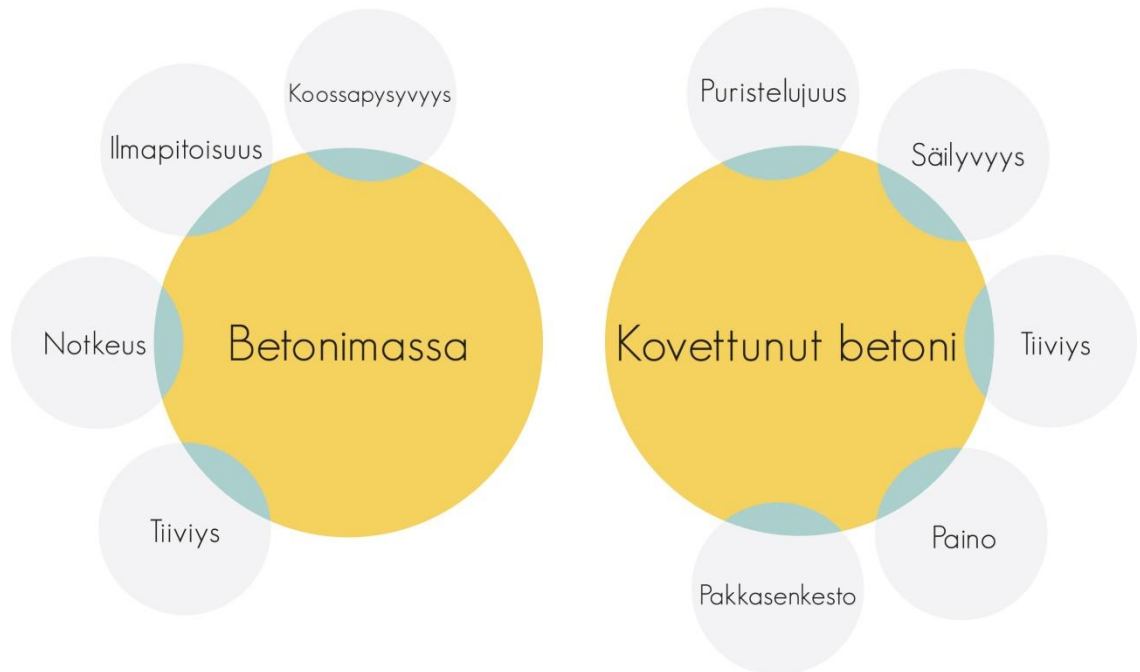 Koossapysyvyys
Ilmapitoisuus
Notkeus
Betonimassa
Tiiviys
Puristelujuus
Säilyvyys
Kovettunut betoni
Tiiviys
Paino
Pakkasenkesto